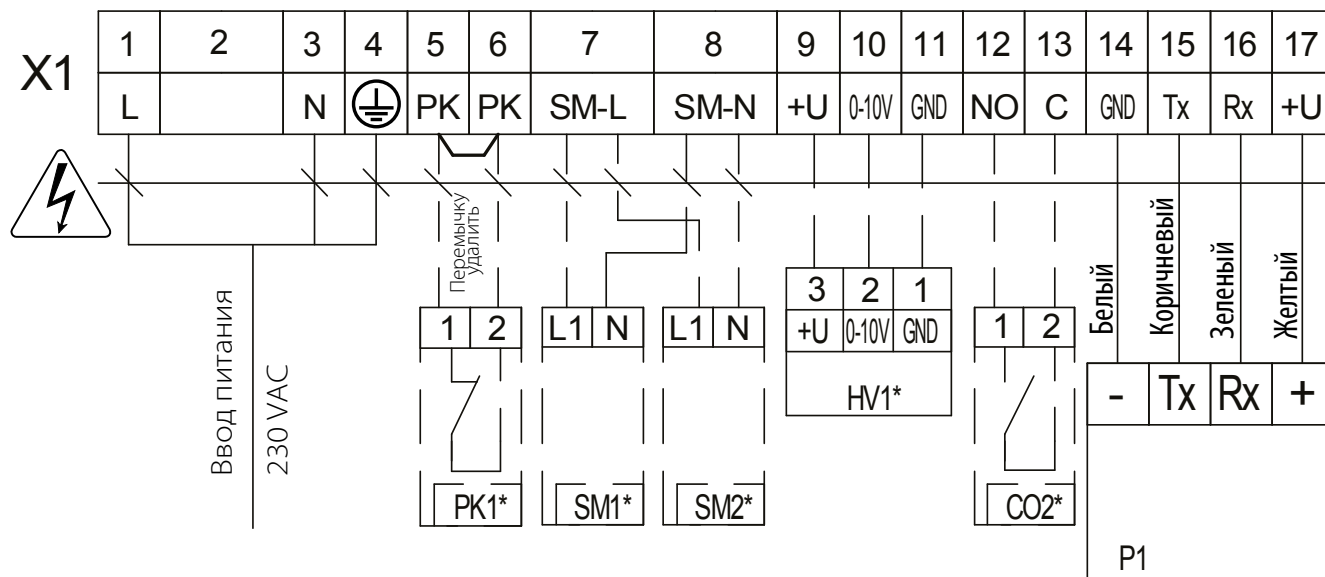 X1
1 2 3 4 5 6 7 8 9 10 11 12 13 14 15 16 17
L N PK PK SM-L SM-N +U 0-10V GND NO C GND Tx Rx +U
Перемычку
удалить
Ввод питания
230 VAC
1 2
PK1*
L1 N
SM1*
L1 N
SM2*
3 2 1
+U 0-10V GND
HV1*
1 2
CO2*
Белый
Коричневый
Зеленый
Желтый
- Tx Rx +
P1